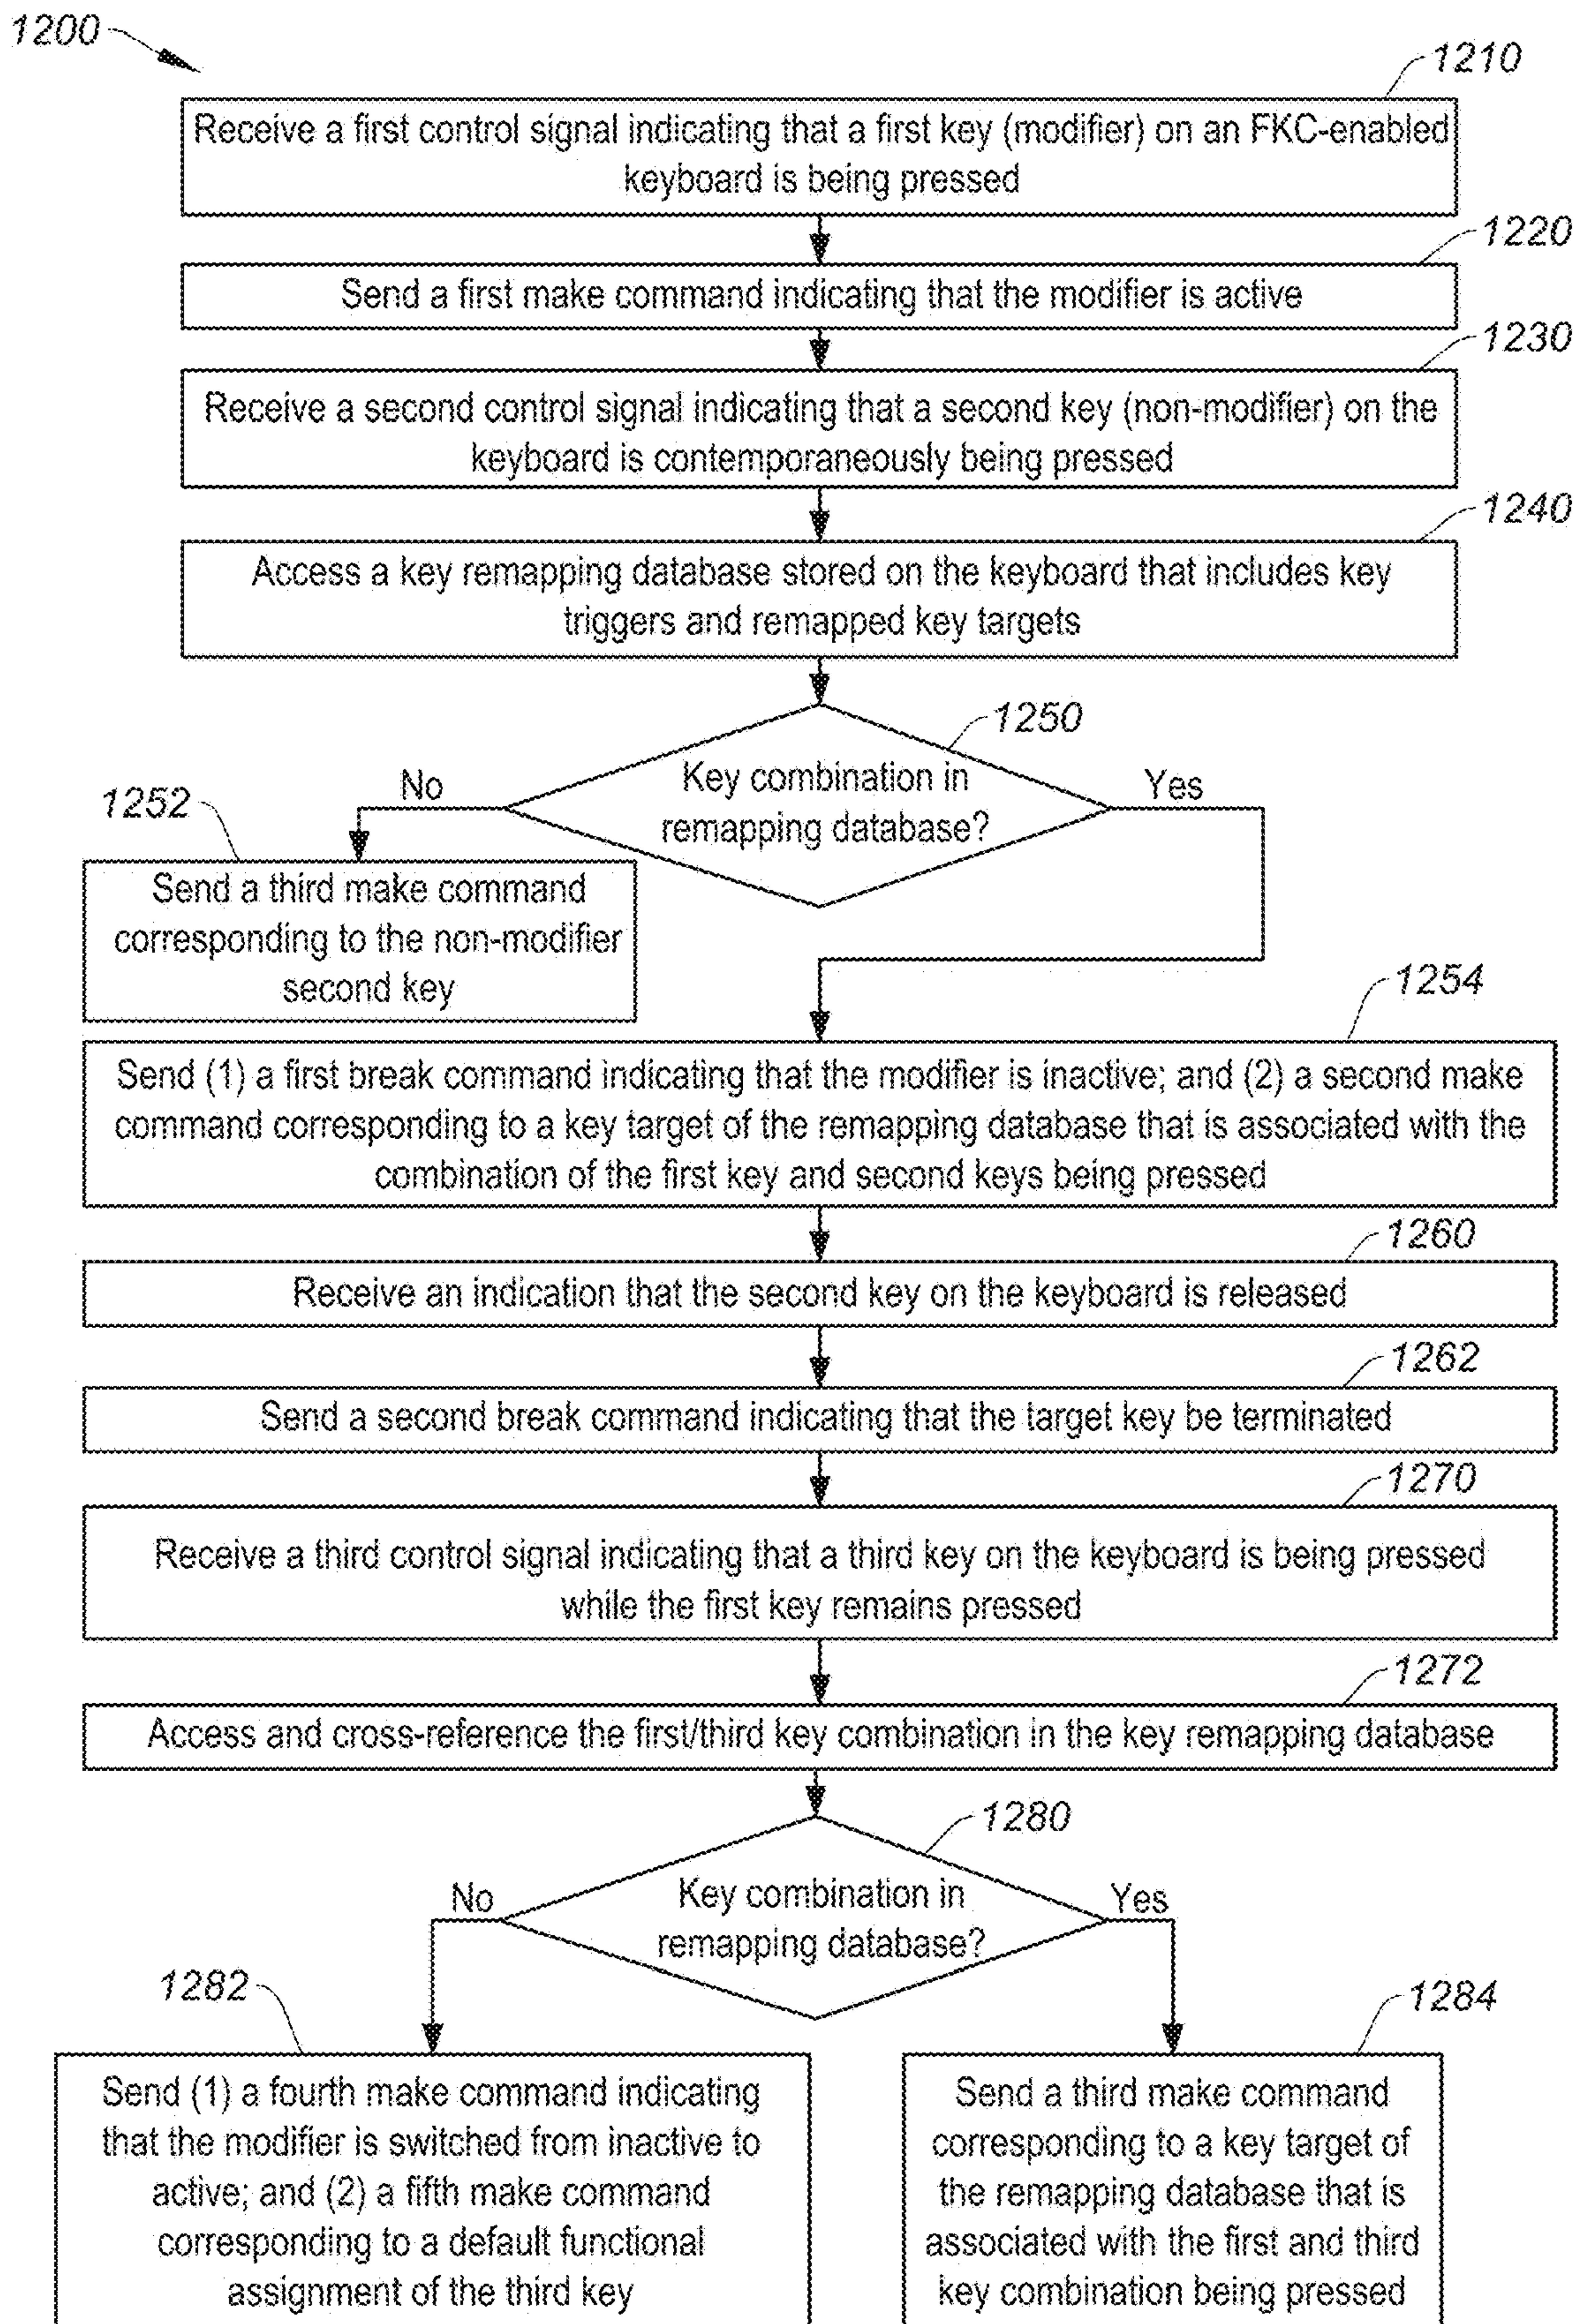 1200
1210
Receive a first control signal indicating that a first key (modifier) on an FKC-enabled
keyboard is being pressed
1220
Send a first make command indicating that the modifier is active
1230
Receive a second control signal indicating that a second key (non-modifier) on the
keyboard is contemporaneously being pressed
1240
Access a key remapping database stored on the keyboard that includes key
triggers and remapped key targets
1250
Key combination in
remapping database?
No
Yes
1252
Send a third make command
corresponding to the non-modifier
second key
1254
Send (1) a first break command indicating that the modifier is inactive; and (2) a second make
command corresponding to a key target of the remapping database that is associated with the
combination of the first key and second keys being pressed
1260
Receive an indication that the second key on the keyboard is released
1262
Send a second break command indicating that the target key be terminated
1270
Receive a third control signal indicating that a third key on the keyboard is being pressed
while the first key remains pressed
1272
Access and cross-reference the first/third key combination in the key remapping database
1280
Key combination in
remapping database?
No
Yes
1282
Send (1) a fourth make command indicating
that the modifier is switched from inactive to
active; and (2) a fifth make command
corresponding to a default functional
assignment of the third key
1284
Send a third make command
corresponding to a key target of
the remapping database that is
associated with the first and third
key combination being pressed